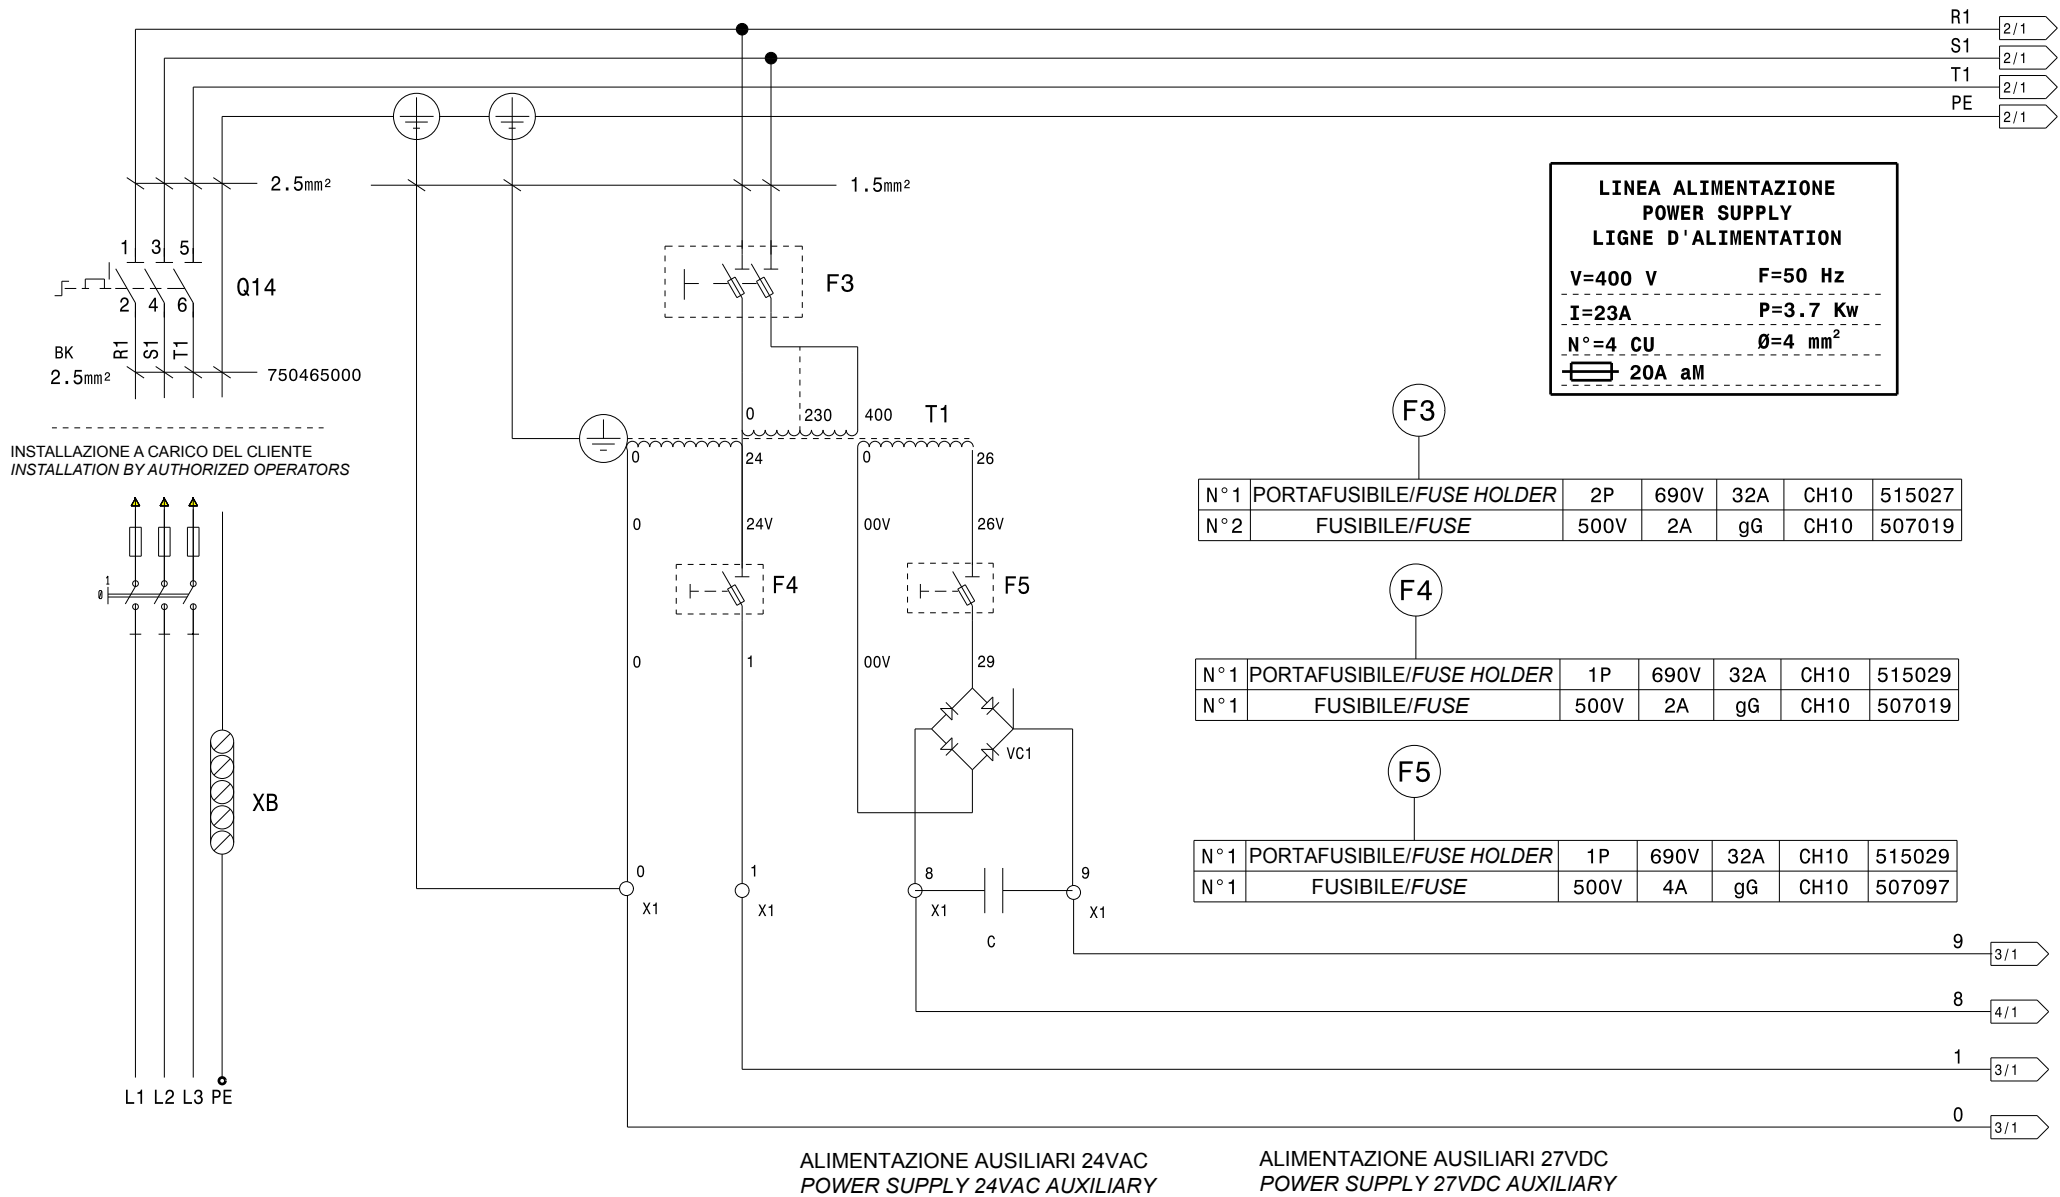 R1 2/1
S1 2/1
T1 2/1
PE 2/1
2.5mm²
1.5mm²
1 3 5
Q14
2 4 6
F3
BK R1 S1 T1
2.5mm²
750465000
LINEA ALIMENTAZIONE
POWER SUPPLY
LIGNE D'ALIMENTATION
V=400 V F=50 Hz
I=23A P=3.7 Kw
N°=4 CU Ø=4 mm²
20A aM
INSTALLAZIONE A CARICO DEL CLIENTE
INSTALLATION BY AUTHORIZED OPERATORS
0 230 400 T1
0 24 0 26
0 24V 00V 26V
F4 F5
1
0
0 1 00V 29
VC1
XB
0 1 8 9
X1 X1 X1 X1
C
L1 L2 L3 PE
F3
N°1 PORTAFUSIBILE/FUSE HOLDER 2P 690V 32A CH10 515027
N°2 FUSIBILE/FUSE 500V 2A gG CH10 507019
F4
N°1 PORTAFUSIBILE/FUSE HOLDER 1P 690V 32A CH10 515029
N°1 FUSIBILE/FUSE 500V 2A gG CH10 507019
F5
N°1 PORTAFUSIBILE/FUSE HOLDER 1P 690V 32A CH10 515029
N°1 FUSIBILE/FUSE 500V 4A gG CH10 507097
9 3/1
8 4/1
1 3/1
0 3/1
ALIMENTAZIONE AUSILIARI 24VAC
POWER SUPPLY 24VAC AUXILIARY
ALIMENTAZIONE AUSILIARI 27VDC
POWER SUPPLY 27VDC AUXILIARY